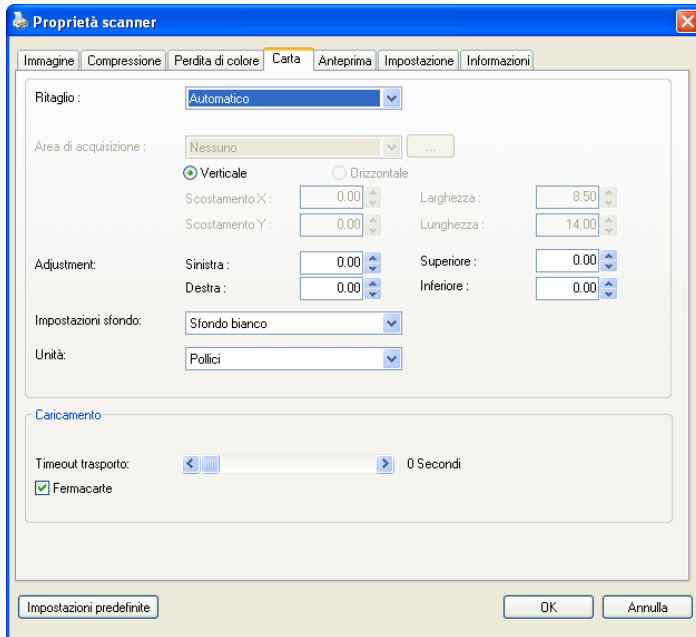 Proprietà scanner
Immagine Compressione Perdita di colore Carta Anteprima Impostazione Informazioni
Ritaglio : Automatico
Area di acquisizione : Nessuno ...
Verticale Orizzontale
Scostamento X : 0.00 Larghezza : 8.50
Scostamento Y : 0.00 Lunghezza : 14.00
Adjustment: Sinistra : 0.00 Superiore : 0.00
Destra : 0.00 Inferiore : 0.00
Impostazioni sfondo: Sfondo bianco
Unità: Pollici
Caricamento
Timeout trasporto: 0 Secondi
Fermacarte
Impostazioni predefinite OK Annulla